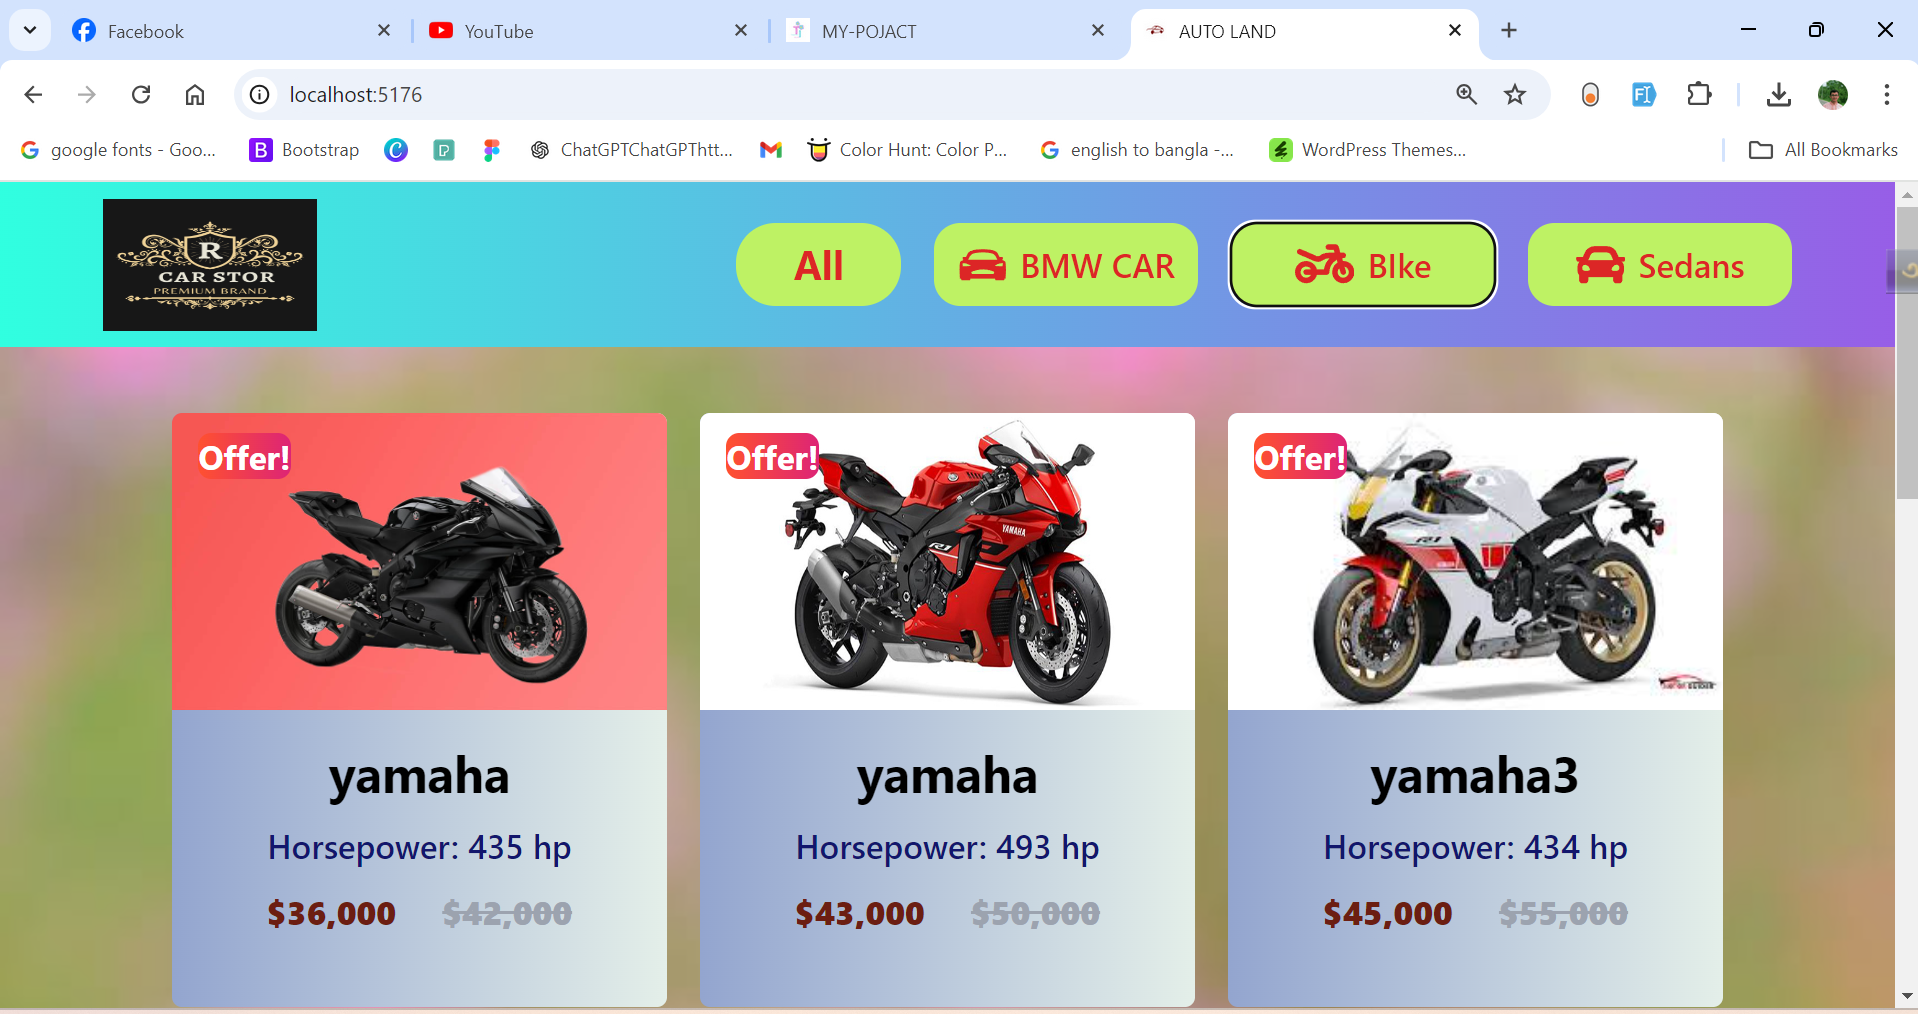 Facebook
YouTube
MY-POJACT
AUTO LAND
localhost:5176
google fonts - Goo...
Bootstrap
ChatGPTChatGPThtt...
Color Hunt: Color P...
english to bangla -...
WordPress Themes...
All Bookmarks
R
CAR STOR
PREMIUM BRAND
All
BMW CAR
BIke
Sedans
Offer!
Offer!
YAMAHA
R1
Offer!
R1
yamaha
yamaha
yamaha3
Horsepower: 435 hp
Horsepower: 493 hp
Horsepower: 434 hp
$36,000 $42,000
$43,000 $50,000
$45,000 $55,000